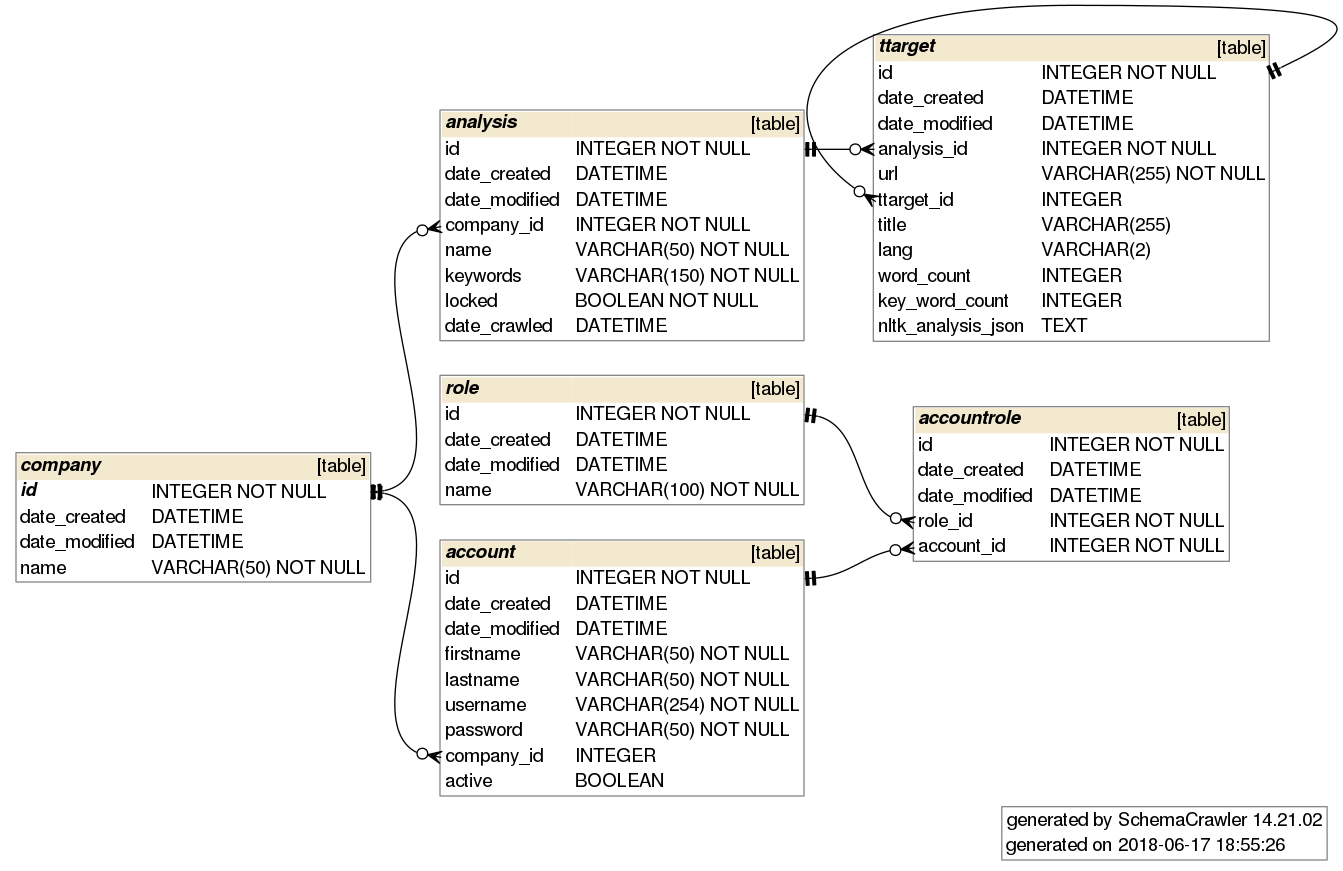 ttarget [table]
id INTEGER NOT NULL
date_created DATETIME
date_modified DATETIME
analysis_id INTEGER NOT NULL
url VARCHAR(255) NOT NULL
ttarget_id INTEGER
title VARCHAR(255)
lang VARCHAR(2)
word_count INTEGER
key_word_count INTEGER
nltk_analysis_json TEXT
analysis [table]
id INTEGER NOT NULL
date_created DATETIME
date_modified DATETIME
company_id INTEGER NOT NULL
name VARCHAR(50) NOT NULL
keywords VARCHAR(150) NOT NULL
locked BOOLEAN NOT NULL
date_crawled DATETIME
role [table]
id INTEGER NOT NULL
date_created DATETIME
date_modified DATETIME
name VARCHAR(100) NOT NULL
accountrole [table]
id INTEGER NOT NULL
date_created DATETIME
date_modified DATETIME
role_id INTEGER NOT NULL
account_id INTEGER NOT NULL
company [table]
id INTEGER NOT NULL
date_created DATETIME
date_modified DATETIME
name VARCHAR(50) NOT NULL
account [table]
id INTEGER NOT NULL
date_created DATETIME
date_modified DATETIME
firstname VARCHAR(50) NOT NULL
lastname VARCHAR(50) NOT NULL
username VARCHAR(254) NOT NULL
password VARCHAR(50) NOT NULL
company_id INTEGER
active BOOLEAN
generated by SchemaCrawler 14.21.02
generated on 2018-06-17 18:55:26